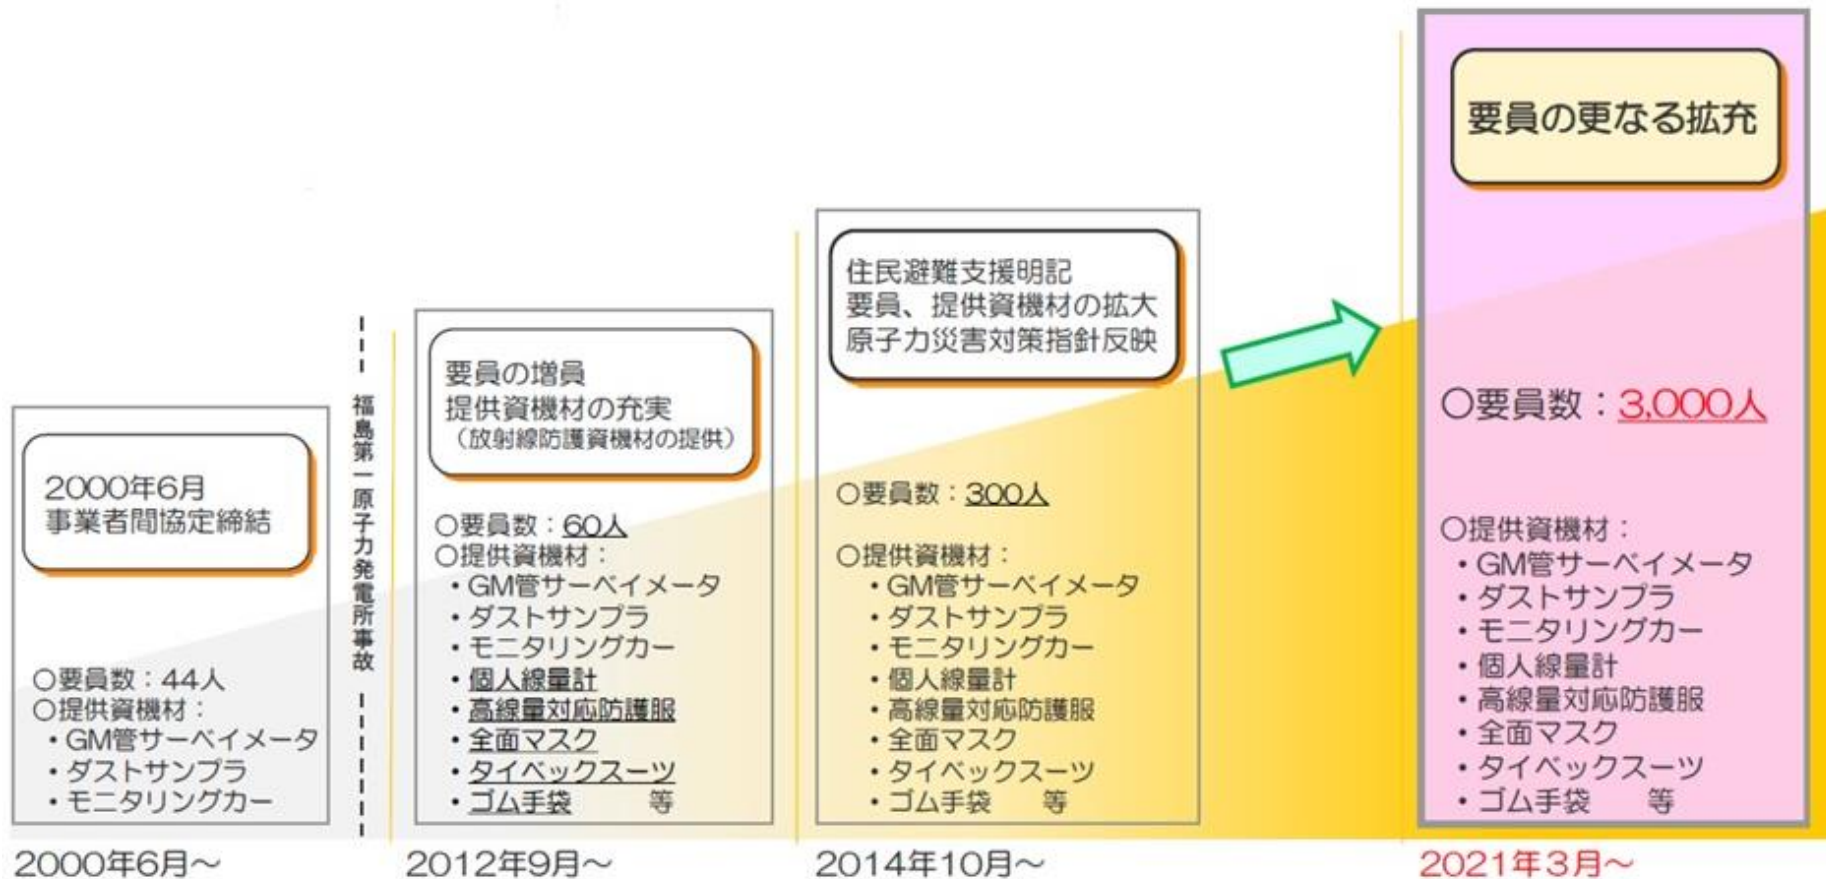 2000年6月
事業者間協定締結
○要員数：44人
○提供資機材：
・GM管サーベイメータ
・ダストサンプラ
・モニタリングカー
2000年6月～
福島第一原子力発電所事故
要員の増員
提供資機材の充実
（放射線防護資機材の提供）
○要員数：60人
○提供資機材：
・GM管サーベイメータ
・ダストサンプラ
・モニタリングカー
・個人線量計
・高線量対応防護服
・全面マスク
・タイベックスーツ
・ゴム手袋　　等
2012年9月～
住民避難支援明記
要員、提供資機材の拡大
原子力災害対策指針反映
○要員数：300人
○提供資機材：
・GM管サーベイメータ
・ダストサンプラ
・モニタリングカー
・個人線量計
・高線量対応防護服
・全面マスク
・タイベックスーツ
・ゴム手袋　　等
2014年10月～
要員の更なる拡充
○要員数：3,000人
○提供資機材：
・GM管サーベイメータ
・ダストサンプラ
・モニタリングカー
・個人線量計
・高線量対応防護服
・全面マスク
・タイベックスーツ
・ゴム手袋　　等
2021年3月～